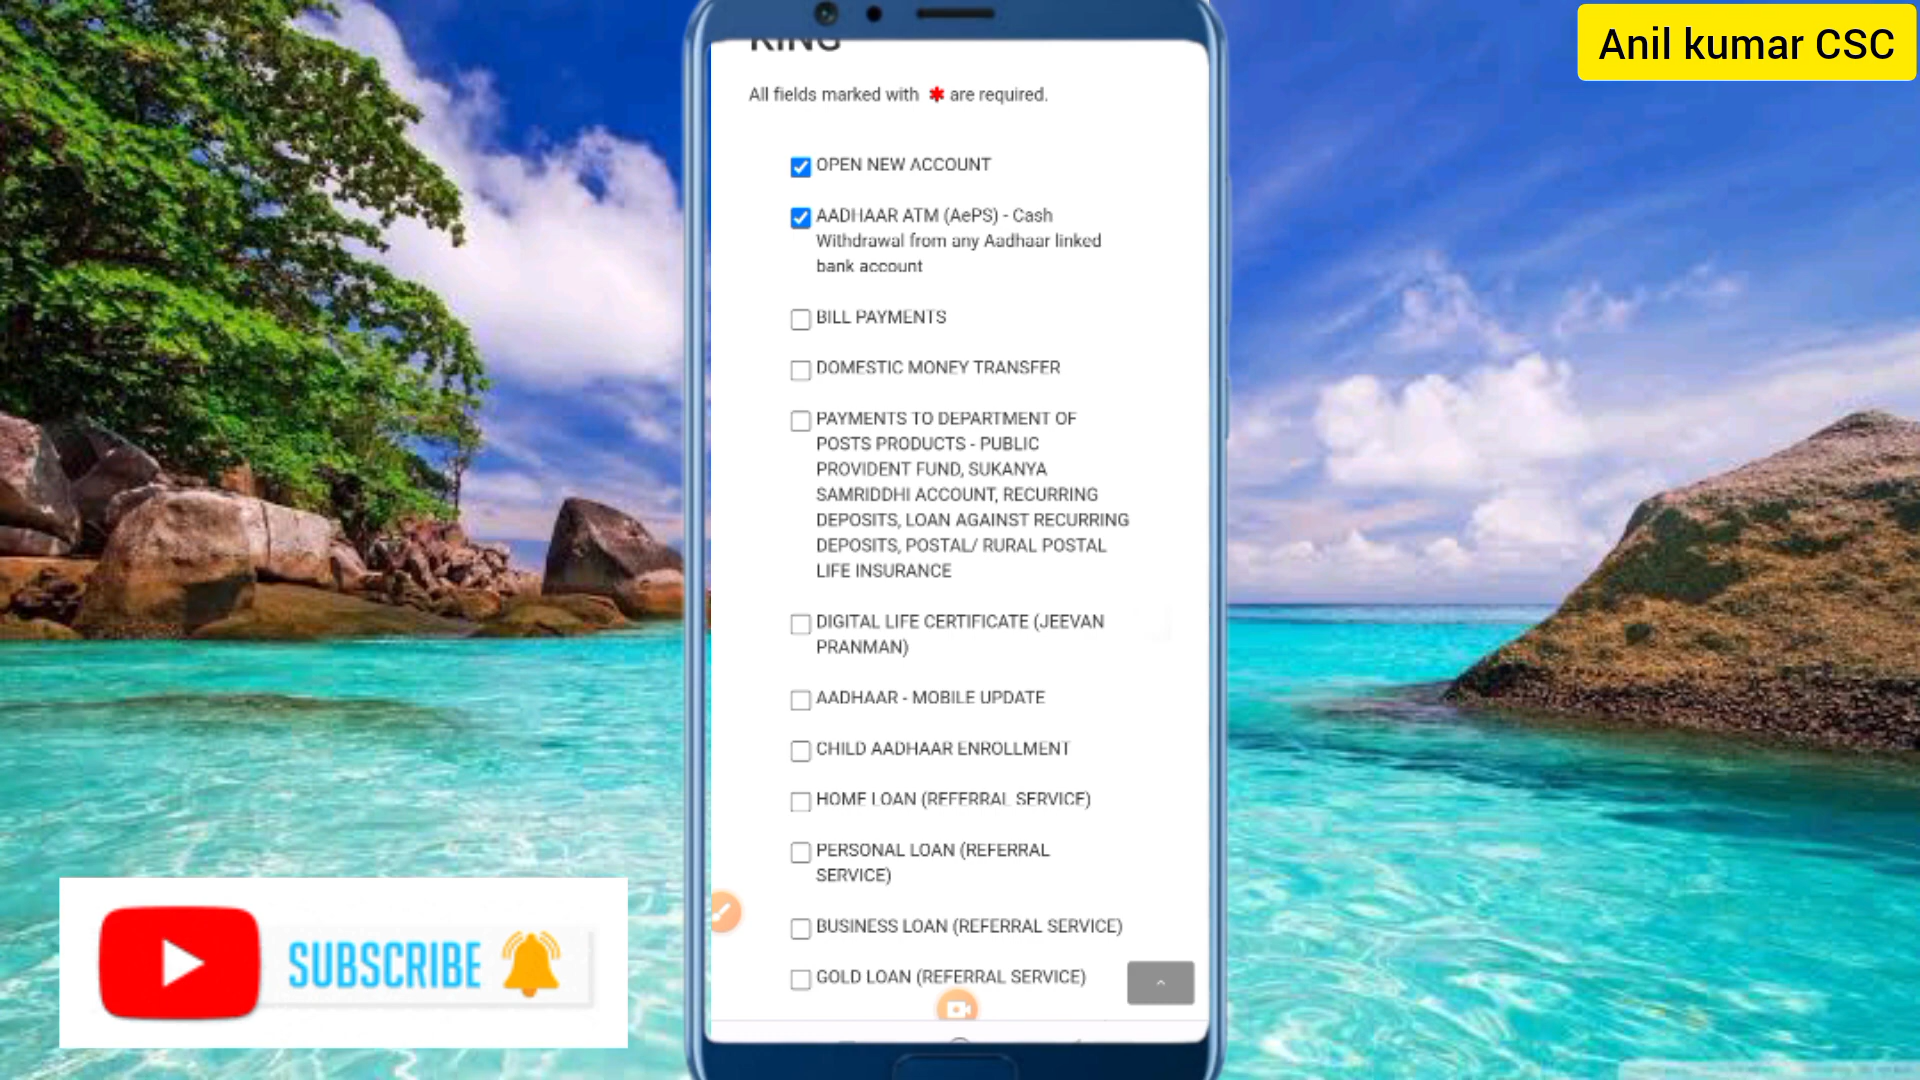 Anil kumar CSC
KING
All fields marked with * are required.
OPEN NEW ACCOUNT
AADHAAR ATM (AePS) - Cash
Withdrawal from any Aadhaar linked
bank account
BILL PAYMENTS
DOMESTIC MONEY TRANSFER
PAYMENTS TO DEPARTMENT OF
POSTS PRODUCTS - PUBLIC
PROVIDENT FUND, SUKANYA
SAMRIDDHI ACCOUNT, RECURRING
DEPOSITS, LOAN AGAINST RECURRING
DEPOSITS, POSTAL/ RURAL POSTAL
LIFE INSURANCE
DIGITAL LIFE CERTIFICATE (JEEVAN
PRANMAN)
AADHAAR - MOBILE UPDATE
CHILD AADHAAR ENROLLMENT
HOME LOAN (REFERRAL SERVICE)
PERSONAL LOAN (REFERRAL
SERVICE)
BUSINESS LOAN (REFERRAL SERVICE)
GOLD LOAN (REFERRAL SERVICE)
SUBSCRIBE